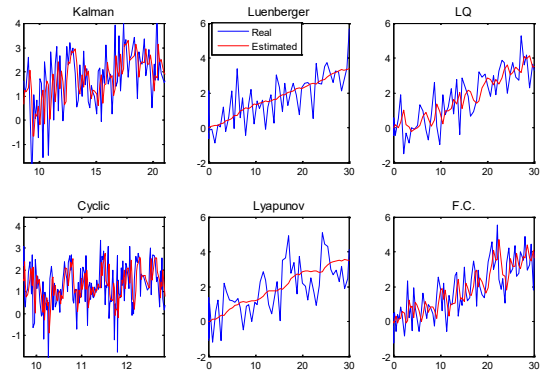 Kalman Luenberger LQ
4 6 6
3 Real
Estimated
4 4
2
1 2 2
0
0 0
-1
-2 -2
10 15 20 0 10 20 30 0 10 20 30
Cyclic Lyapunov F.C.
4 6 6
3 4 4
2
1 2 2
0 0 0
-1
-2 -2 -2
10 11 12 0 10 20 30 0 10 20 30